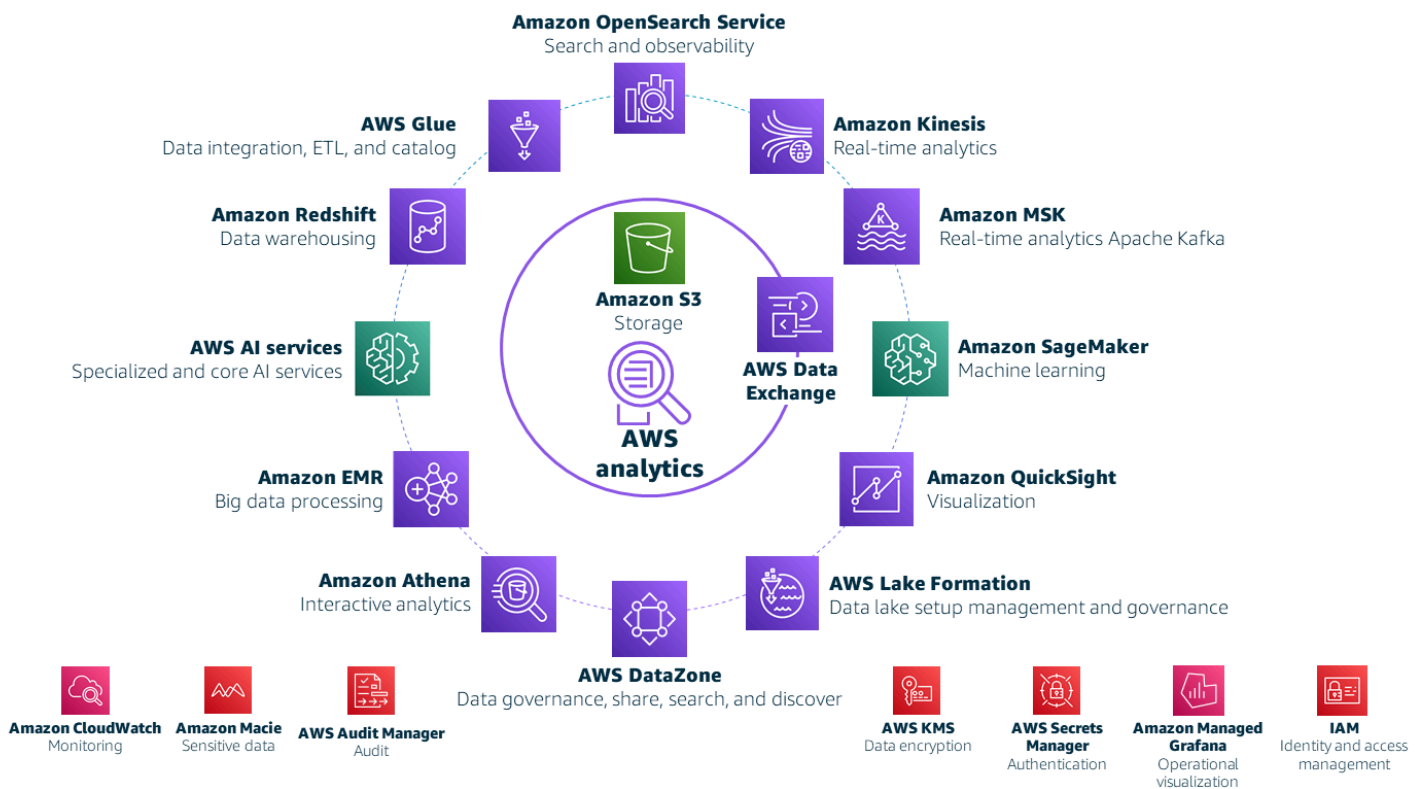 Amazon OpenSearch Service
Search and observability
AWS Glue
Data integration, ETL, and catalog
Amazon Kinesis
Real-time analytics
Amazon Redshift
Data warehousing
Amazon MSK
K
Real-time analytics Apache Kafka
Amazon S3
Storage
AWS AI services
Specialized and core AI services
AWS Data
Exchange
Amazon SageMaker
Machine learning
AWS
analytics
Amazon EMR
Big data processing
Amazon QuickSight
Visualization
Amazon Athena
Interactive analytics
AWS Lake Formation
Data lake setup management and governance
AWS DataZone
Data governance, share, search, and discover
Amazon CloudWatch
Monitoring
Amazon Macie
Sensitive data
AWS Audit Manager
Audit
AWS KMS
Data encryption
AWS Secrets
Manager
Authentication
Amazon Managed
Grafana
Operational
visualization
IAM
Identity and access
management